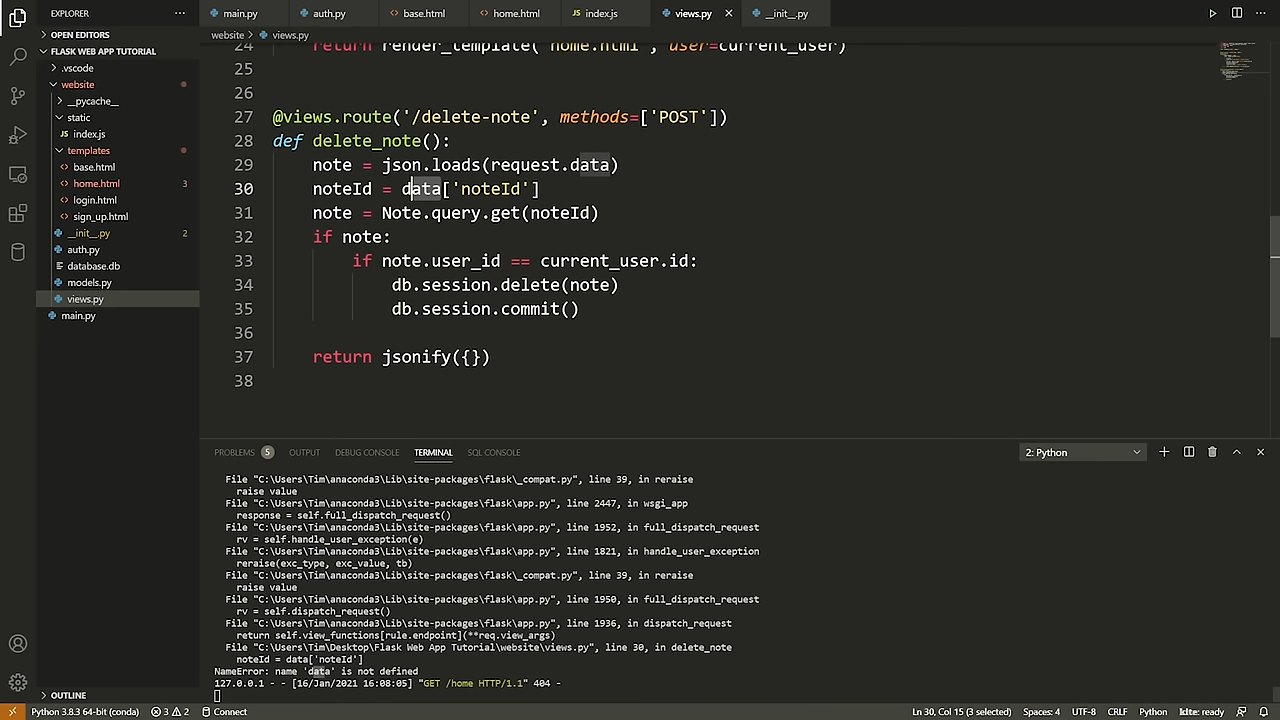 EXPLORER
main.py
auth.py
base.html
home.html
JS index.js
views.py
__init__.py
OPEN EDITORS
FLASK WEB APP TUTORIAL
.vscode
website
__pycache__
static
JS index.js
templates
base.html
home.html 3
login.html
sign_up.html
__init__.py 2
auth.py
database.db
models.py
views.py
main.py
OUTLINE
website > views.py
24 return render_template("home.html", user=current_user)
25
26
27 @views.route('/delete-note', methods=['POST'])
28 def delete_note():
29 note = json.loads(request.data)
30 noteId = data['noteId']
31 note = Note.query.get(noteId)
32 if note:
33 if note.user_id == current_user.id:
34 db.session.delete(note)
35 db.session.commit()
36
37 return jsonify({})
38
PROBLEMS 5 OUTPUT DEBUG CONSOLE TERMINAL SQL CONSOLE
2: Python
File "C:\Users\Tim\anaconda3\Lib\site-packages\flask\_compat.py", line 39, in reraise
raise value
File "C:\Users\Tim\anaconda3\Lib\site-packages\flask\app.py", line 2447, in wsgi_app
response = self.full_dispatch_request()
File "C:\Users\Tim\anaconda3\Lib\site-packages\flask\app.py", line 1952, in full_dispatch_request
rv = self.handle_user_exception(e)
File "C:\Users\Tim\anaconda3\Lib\site-packages\flask\app.py", line 1821, in handle_user_exception
reraise(exc_type, exc_value, tb)
File "C:\Users\Tim\anaconda3\Lib\site-packages\flask\_compat.py", line 39, in reraise
raise value
File "C:\Users\Tim\anaconda3\Lib\site-packages\flask\app.py", line 1950, in full_dispatch_request
rv = self.dispatch_request()
File "C:\Users\Tim\anaconda3\Lib\site-packages\flask\app.py", line 1936, in dispatch_request
return self.view_functions[rule.endpoint](**req.view_args)
File "C:\Users\Tim\Desktop\Flask Web App Tutorial\website\views.py", line 30, in delete_note
noteId = data['noteId']
NameError: name 'data' is not defined
127.0.0.1 - - [16/Jan/2021 16:08:05] "GET /home HTTP/1.1" 404 -
Python 3.8.3 64-bit (conda) 3 2 Connect
Ln 30, Col 15 (3 selected) Spaces: 4 UTF-8 CRLF Python kite: ready